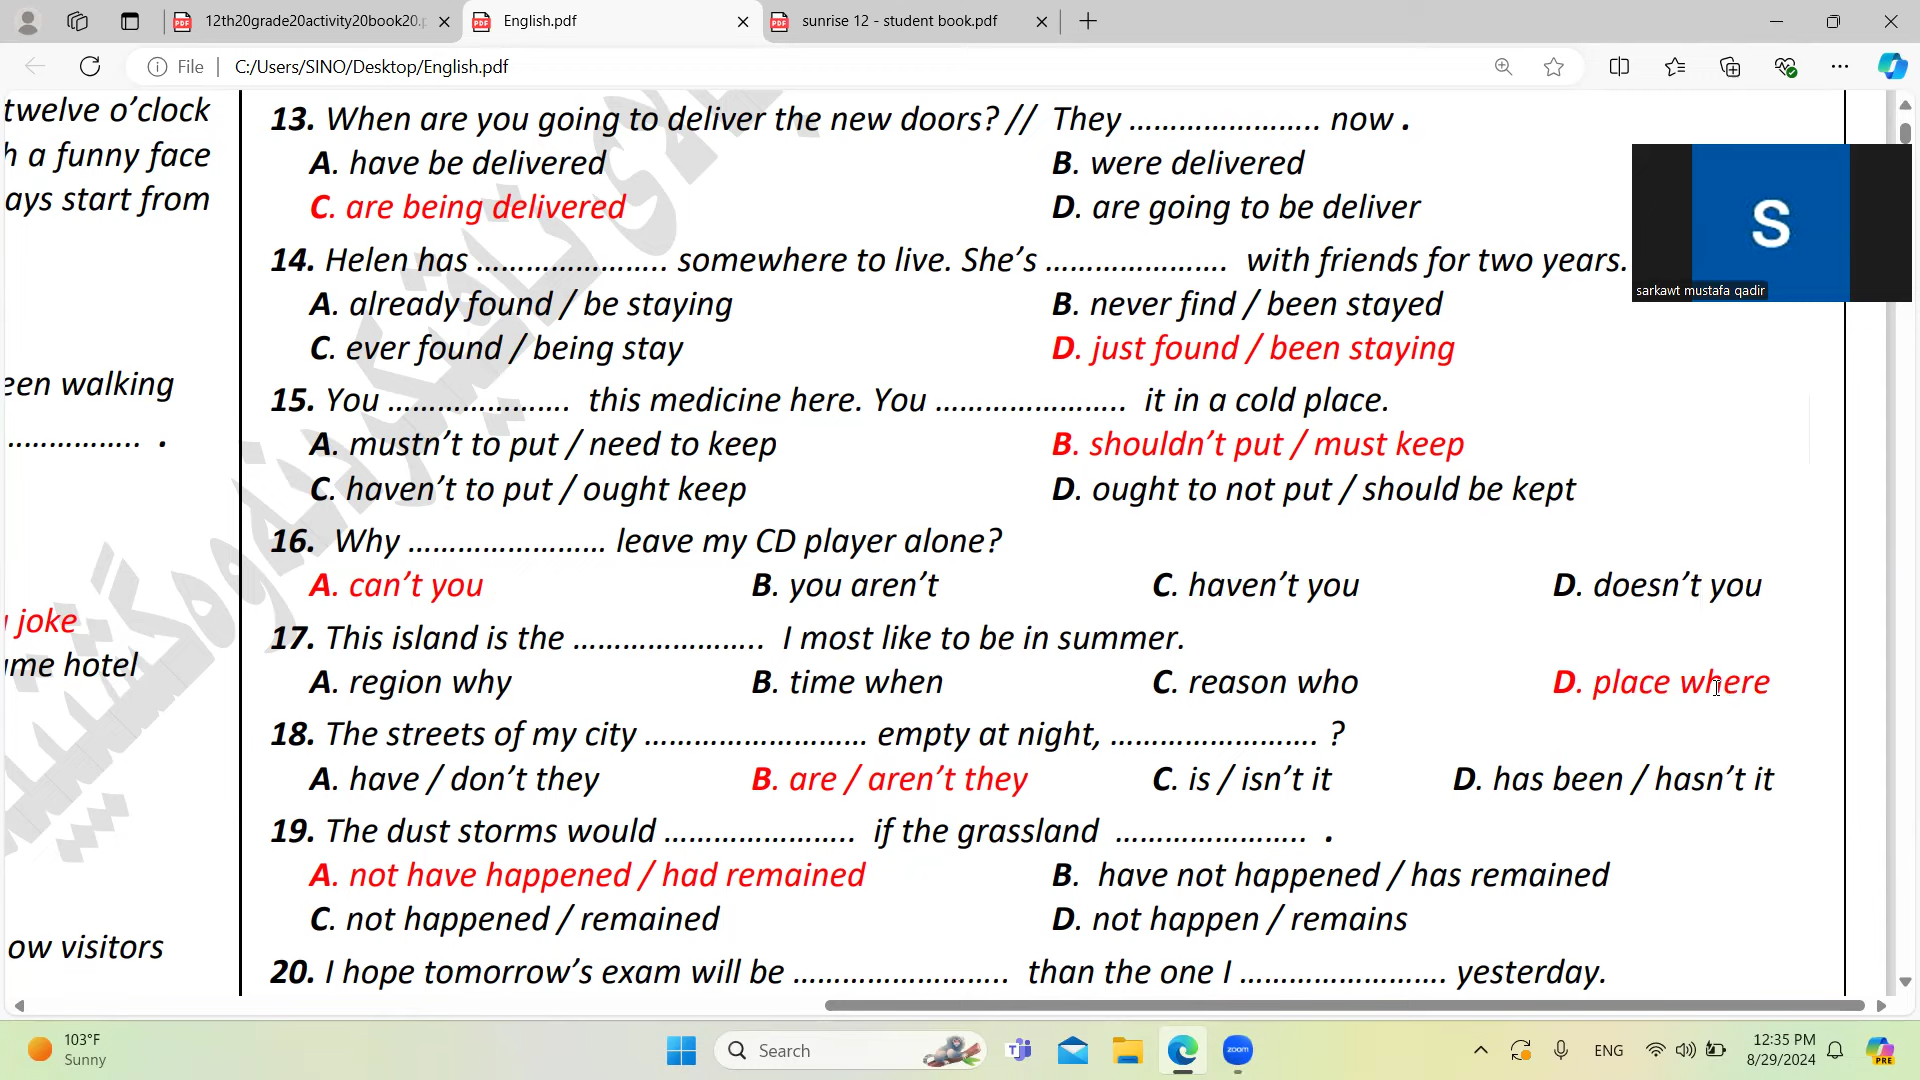 12th20grade20activity20book20.p
English.pdf
sunrise 12 - student book.pdf
File
C:/Users/SINO/Desktop/English.pdf
twelve o’clock
h a funny face
ays start from
een walking
………….. .
joke
me hotel
ow visitors
13. When are you going to deliver the new doors? // They ………………….. now .
A. have be delivered
B. were delivered
C. are being delivered
D. are going to be deliver
14. Helen has ………………….. somewhere to live. She’s …………………. with friends for two years.
A. already found / be staying
B. never find / been stayed
C. ever found / being stay
D. just found / been staying
15. You …………………. this medicine here. You ………………….. it in a cold place.
A. mustn’t to put / need to keep
B. shouldn’t put / must keep
C. haven’t to put / ought keep
D. ought to not put / should be kept
16. Why …………………… leave my CD player alone?
A. can’t you
B. you aren’t
C. haven’t you
D. doesn’t you
17. This island is the ………………….. I most like to be in summer.
A. region why
B. time when
C. reason who
D. place where
18. The streets of my city ……………………… empty at night, ……………………. ?
A. have / don’t they
B. are / aren’t they
C. is / isn’t it
D. has been / hasn’t it
19. The dust storms would ………………….. if the grassland ………………….. .
A. not have happened / had remained
B. have not happened / has remained
C. not happened / remained
D. not happen / remains
20. I hope tomorrow’s exam will be …………………….. than the one I ……………………. yesterday.
S
sarkawt mustafa qadir
103°F
Sunny
Search
zoom
ENG
12:35 PM
8/29/2024
PRE